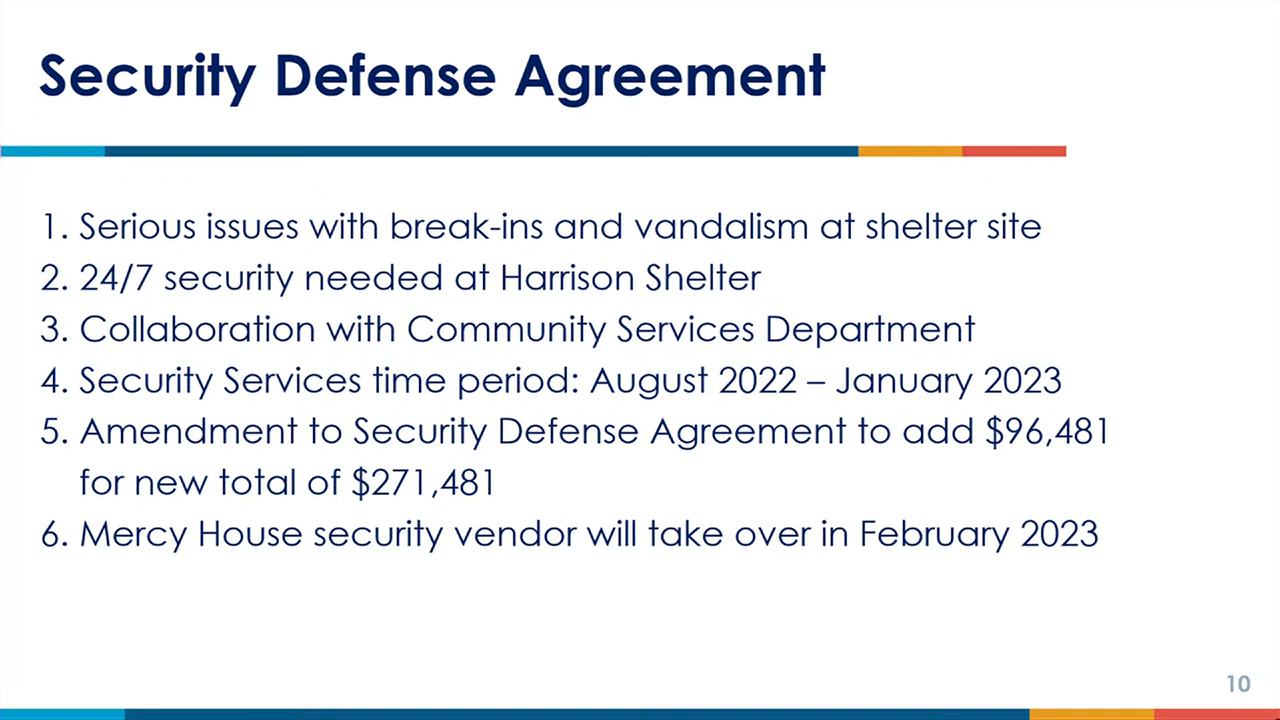 Security Defense Agreement
1. Serious issues with break-ins and vandalism at shelter site
2. 24/7 security needed at Harrison Shelter
3. Collaboration with Community Services Department
4. Security Services time period: August 2022 – January 2023
5. Amendment to Security Defense Agreement to add $96,481
for new total of $271,481
6. Mercy House security vendor will take over in February 2023
10